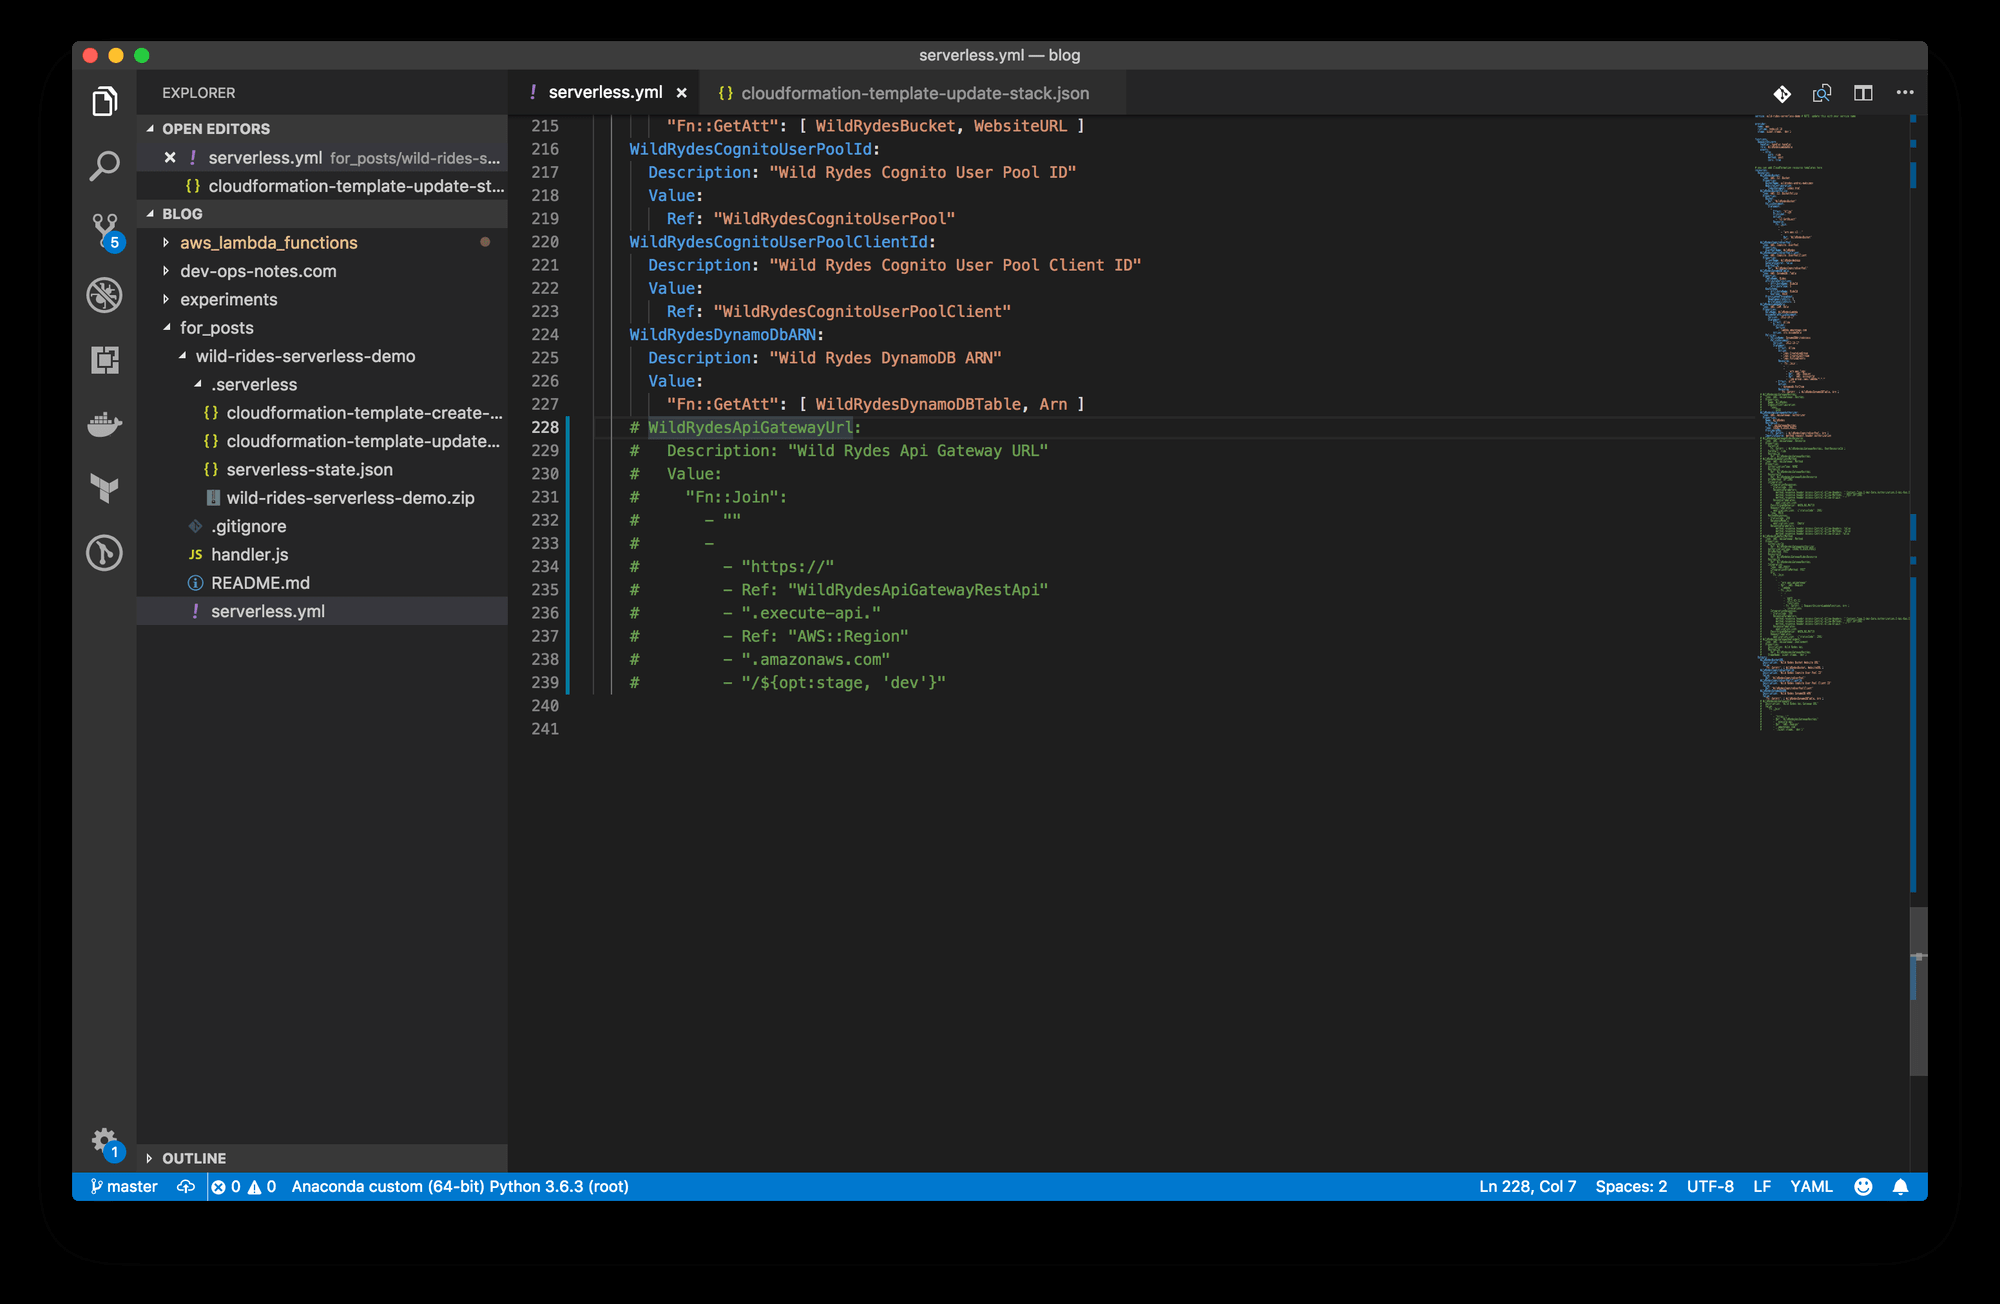 serverless.yml — blog
EXPLORER
OPEN EDITORS
serverless.yml for_posts/wild-rides-s...
{} cloudformation-template-update-st...
BLOG
5
aws_lambda_functions
dev-ops-notes.com
experiments
for_posts
wild-rides-serverless-demo
.serverless
{} cloudformation-template-create-...
{} cloudformation-template-update...
{} serverless-state.json
wild-rides-serverless-demo.zip
.gitignore
JS handler.js
README.md
! serverless.yml
OUTLINE
1
! serverless.yml ×
{} cloudformation-template-update-stack.json
215 "Fn::GetAtt": [ WildRydesBucket, WebsiteURL ]
216 WildRydesCognitoUserPoolId:
217 Description: "Wild Rydes Cognito User Pool ID"
218 Value:
219 Ref: "WildRydesCognitoUserPool"
220 WildRydesCognitoUserPoolClientId:
221 Description: "Wild Rydes Cognito User Pool Client ID"
222 Value:
223 Ref: "WildRydesCognitoUserPoolClient"
224 WildRydesDynamoDbARN:
225 Description: "Wild Rydes DynamoDB ARN"
226 Value:
227 "Fn::GetAtt": [ WildRydesDynamoDBTable, Arn ]
228 # WildRydesApiGatewayUrl:
229 # Description: "Wild Rydes Api Gateway URL"
230 # Value:
231 # "Fn::Join":
232 # - ""
233 # -
234 # - "https://"
235 # - Ref: "WildRydesApiGatewayRestApi"
236 # - ".execute-api."
237 # - Ref: "AWS::Region"
238 # - ".amazonaws.com"
239 # - "/${opt:stage, 'dev'}"
240
241
master 0 0 Anaconda custom (64-bit) Python 3.6.3 (root)
Ln 228, Col 7 Spaces: 2 UTF-8 LF YAML